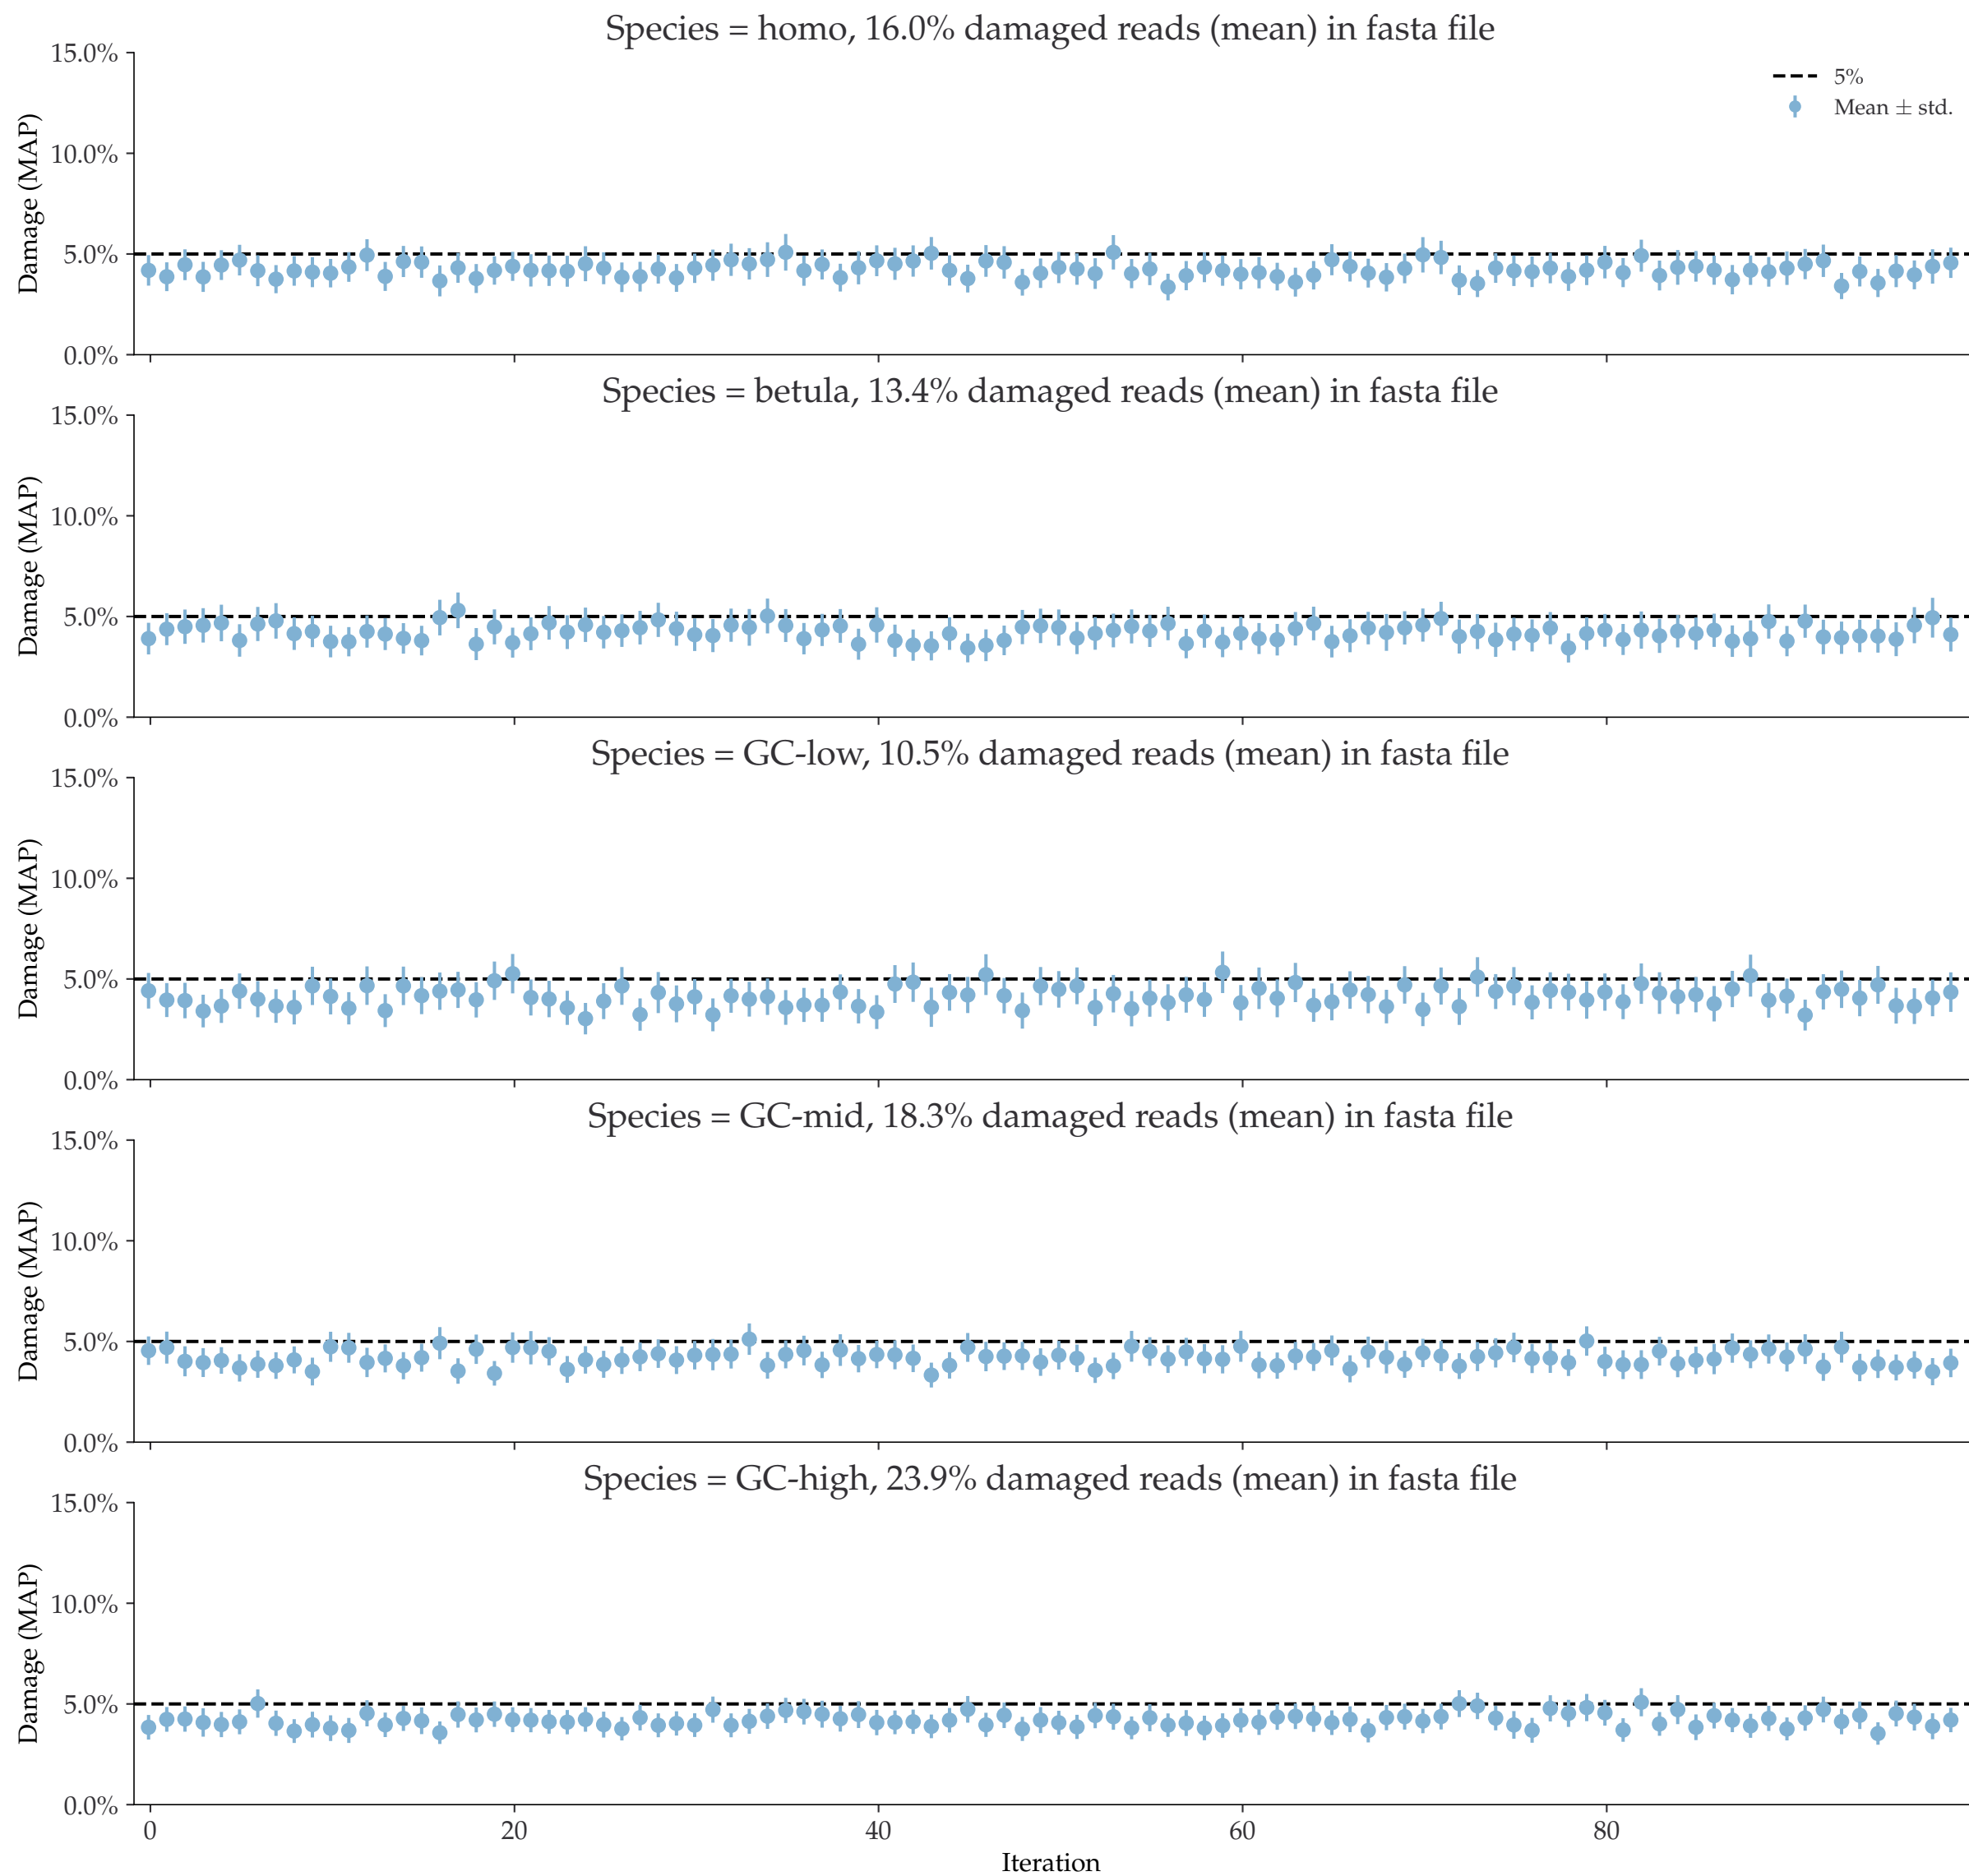 Species = homo, 16.0% damaged reads (mean) in fasta file
15.0%
10.0%
5.0%
0.0%
Damage (MAP)
5%
Mean ± std.
Species = betula, 13.4% damaged reads (mean) in fasta file
15.0%
10.0%
5.0%
0.0%
Damage (MAP)
Species = GC-low, 10.5% damaged reads (mean) in fasta file
15.0%
10.0%
5.0%
0.0%
Damage (MAP)
Species = GC-mid, 18.3% damaged reads (mean) in fasta file
15.0%
10.0%
5.0%
0.0%
Damage (MAP)
Species = GC-high, 23.9% damaged reads (mean) in fasta file
15.0%
10.0%
5.0%
0.0%
Damage (MAP)
0 20 40 60 80
Iteration